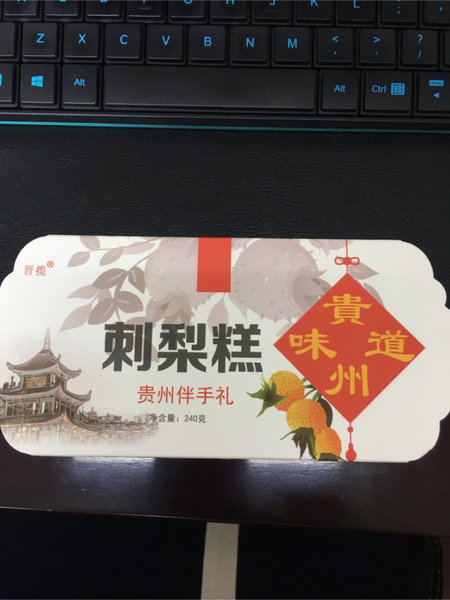 Z X C V B N M < , > . ? /
Alt Alt Ctrl
晋揽®
刺梨糕
贵州伴手礼
净含量：240克
貴
味 道
州